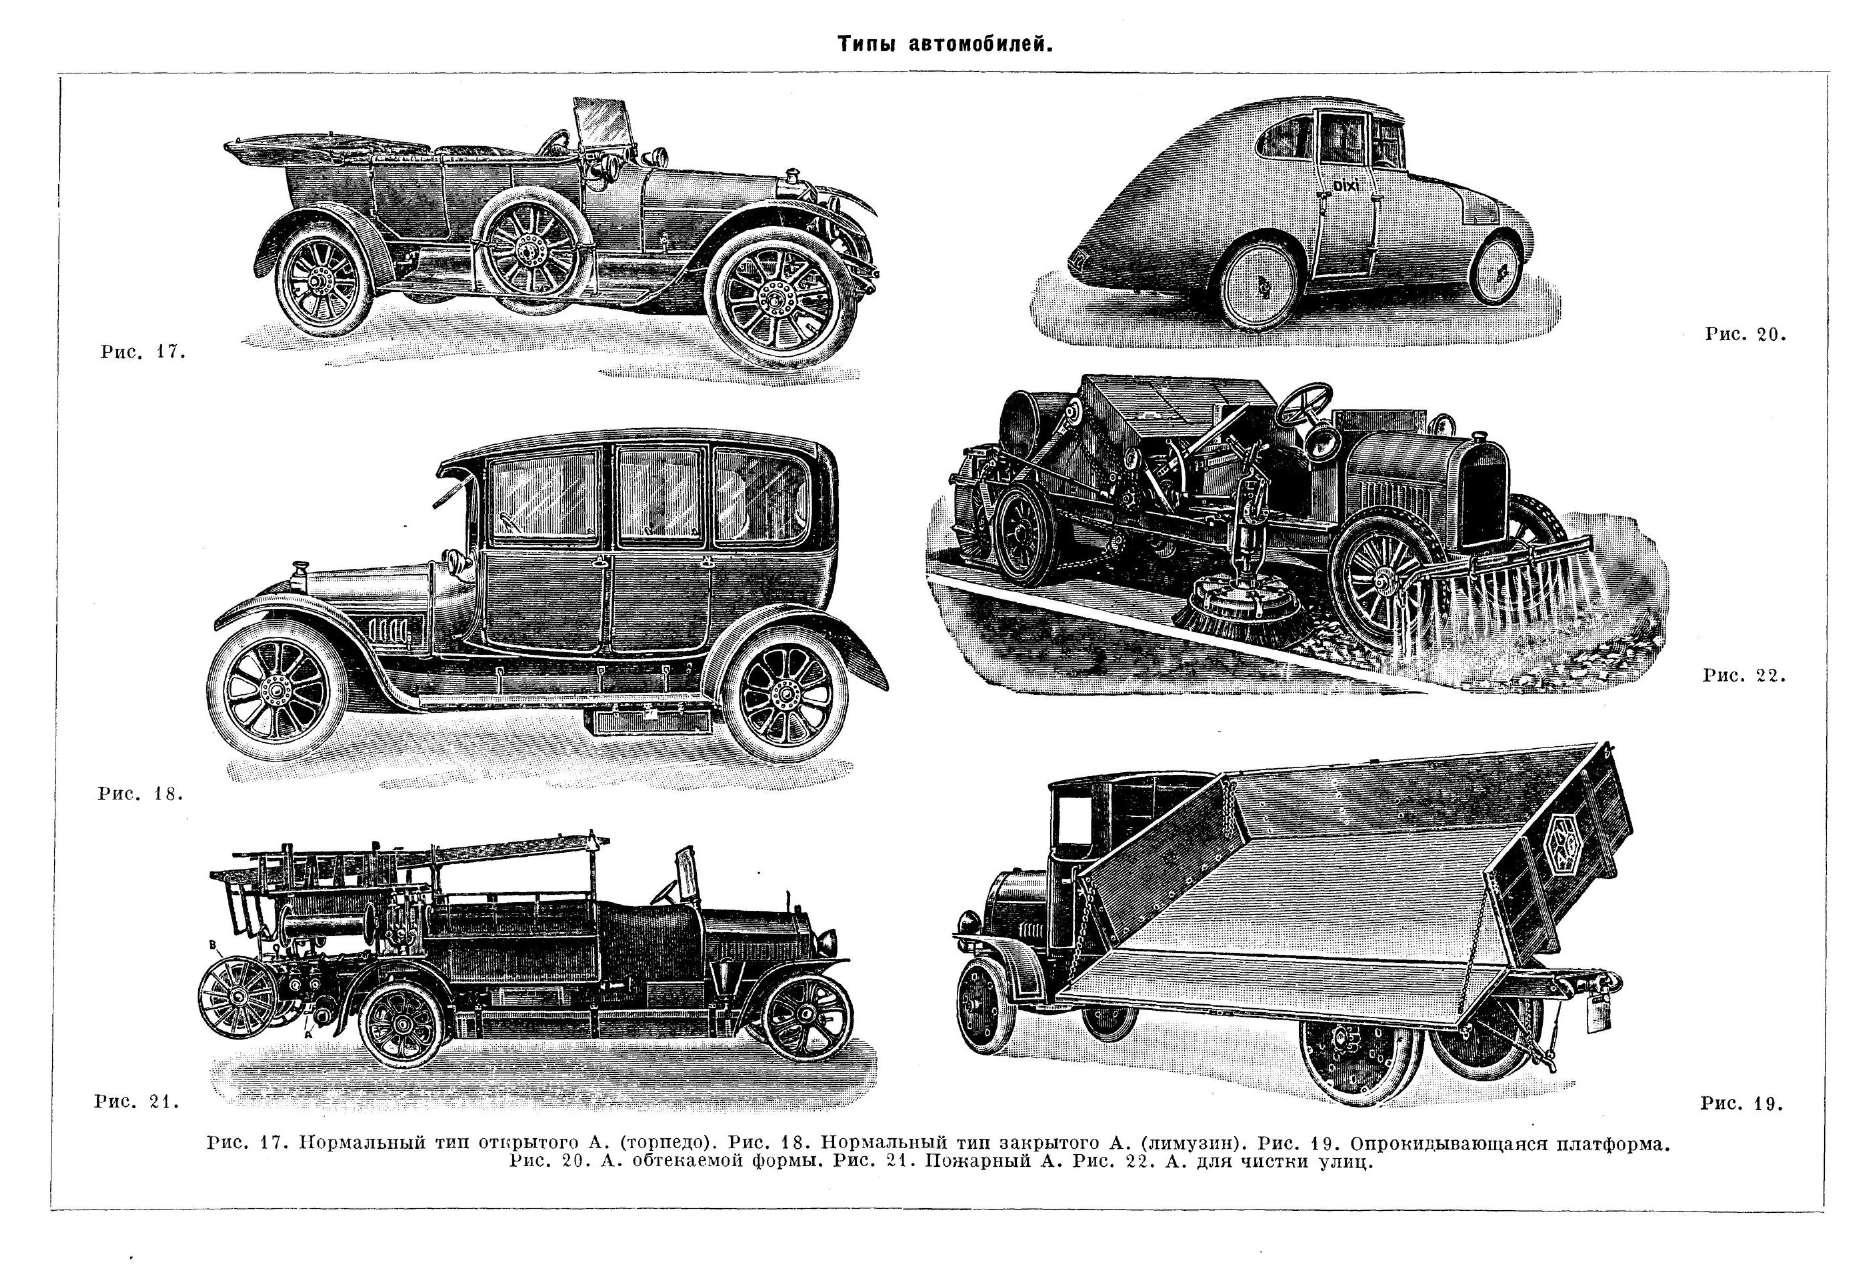 Типы автомобилей.
Dixi
Рис. 17.
Рис. 20.
Рис. 22.
Рис. 18.
NAG
B
A
Рис. 21.
Рис. 19.
Рис. 17. Нормальный тип открытого А. (торпедо). Рис. 18. Нормальный тип закрытого А. (лимузин). Рис. 19. Опрокидывающаяся платформа.
Рис. 20. А. обтекаемой формы. Рис. 21. Пожарный А. Рис. 22. А. для чистки улиц.